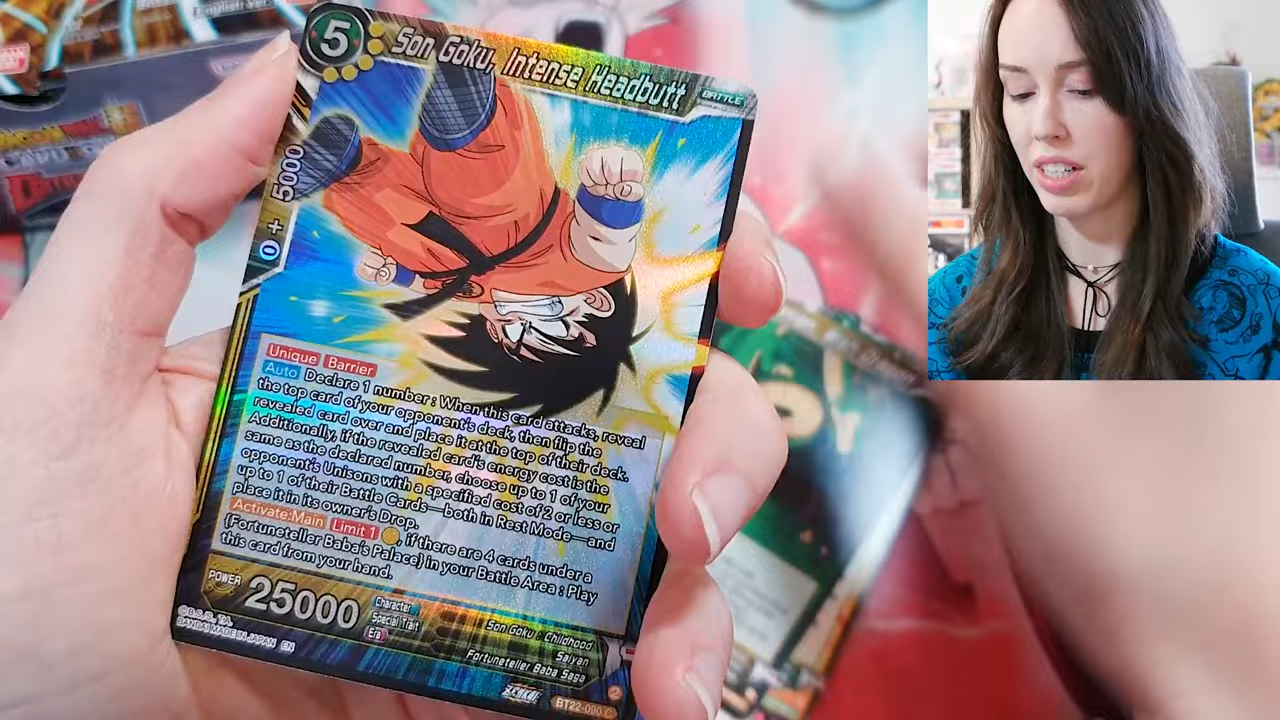 English Ver
5
Son Goku, Intense Headbutt
BATTLE
0 + 5000
Unique Barrier
Auto Declare 1 number : When this card attacks, reveal
the top card of your opponent's deck, then flip the
revealed card over and place it at the top of their deck.
Additionally, if the revealed card's energy cost is the
same as the declared number, choose up to 1 of your
opponent's Unisons with a specified cost of 2 or less or
up to 1 of their Battle Cards—both in Rest Mode—and
place it in its owner's Drop.
Activate:Main Limit 1 , if there are 4 cards under a
{Fortuneteller Baba's Palace} in your Battle Area : Play
this card from your hand.
POWER 25000
Character Son Goku : Childhood
Special Trait Saiyan
Era Fortuneteller Baba Saga
©B.S./S., T.A.
BANDAI MADE IN JAPAN EN
BT22-090 C